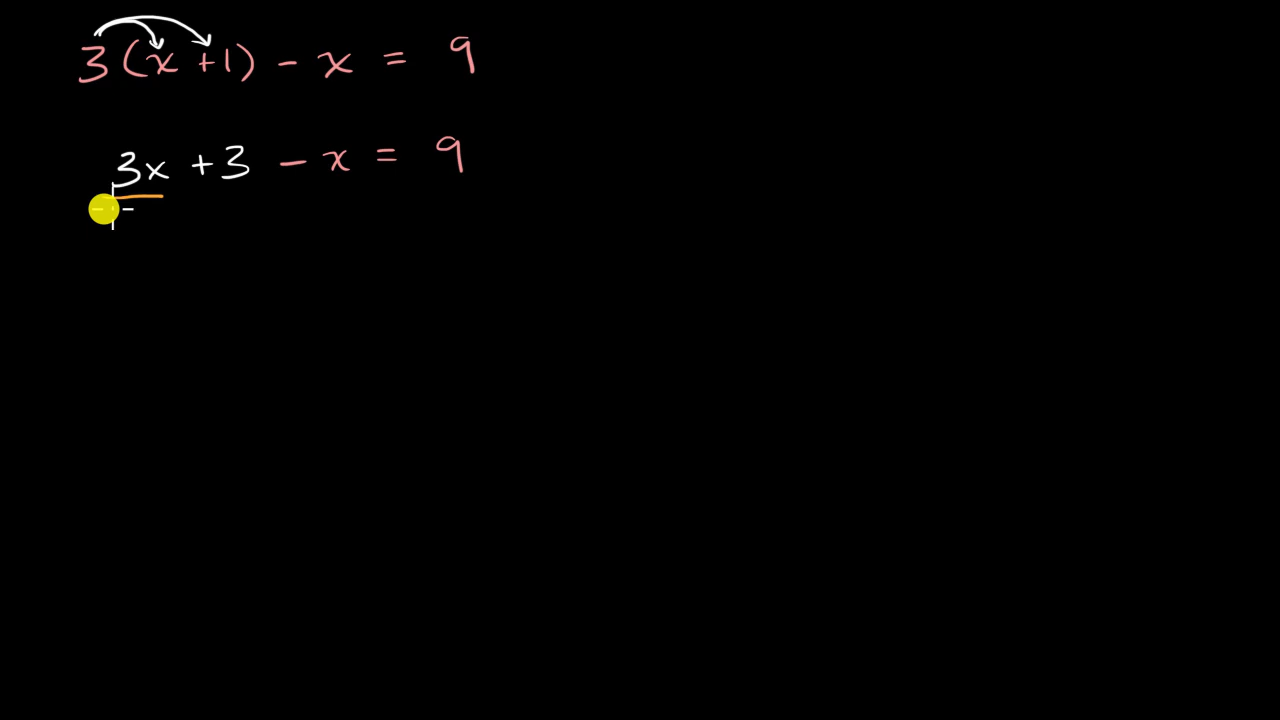 3(x+1) - x = 9
3x + 3 - x = 9